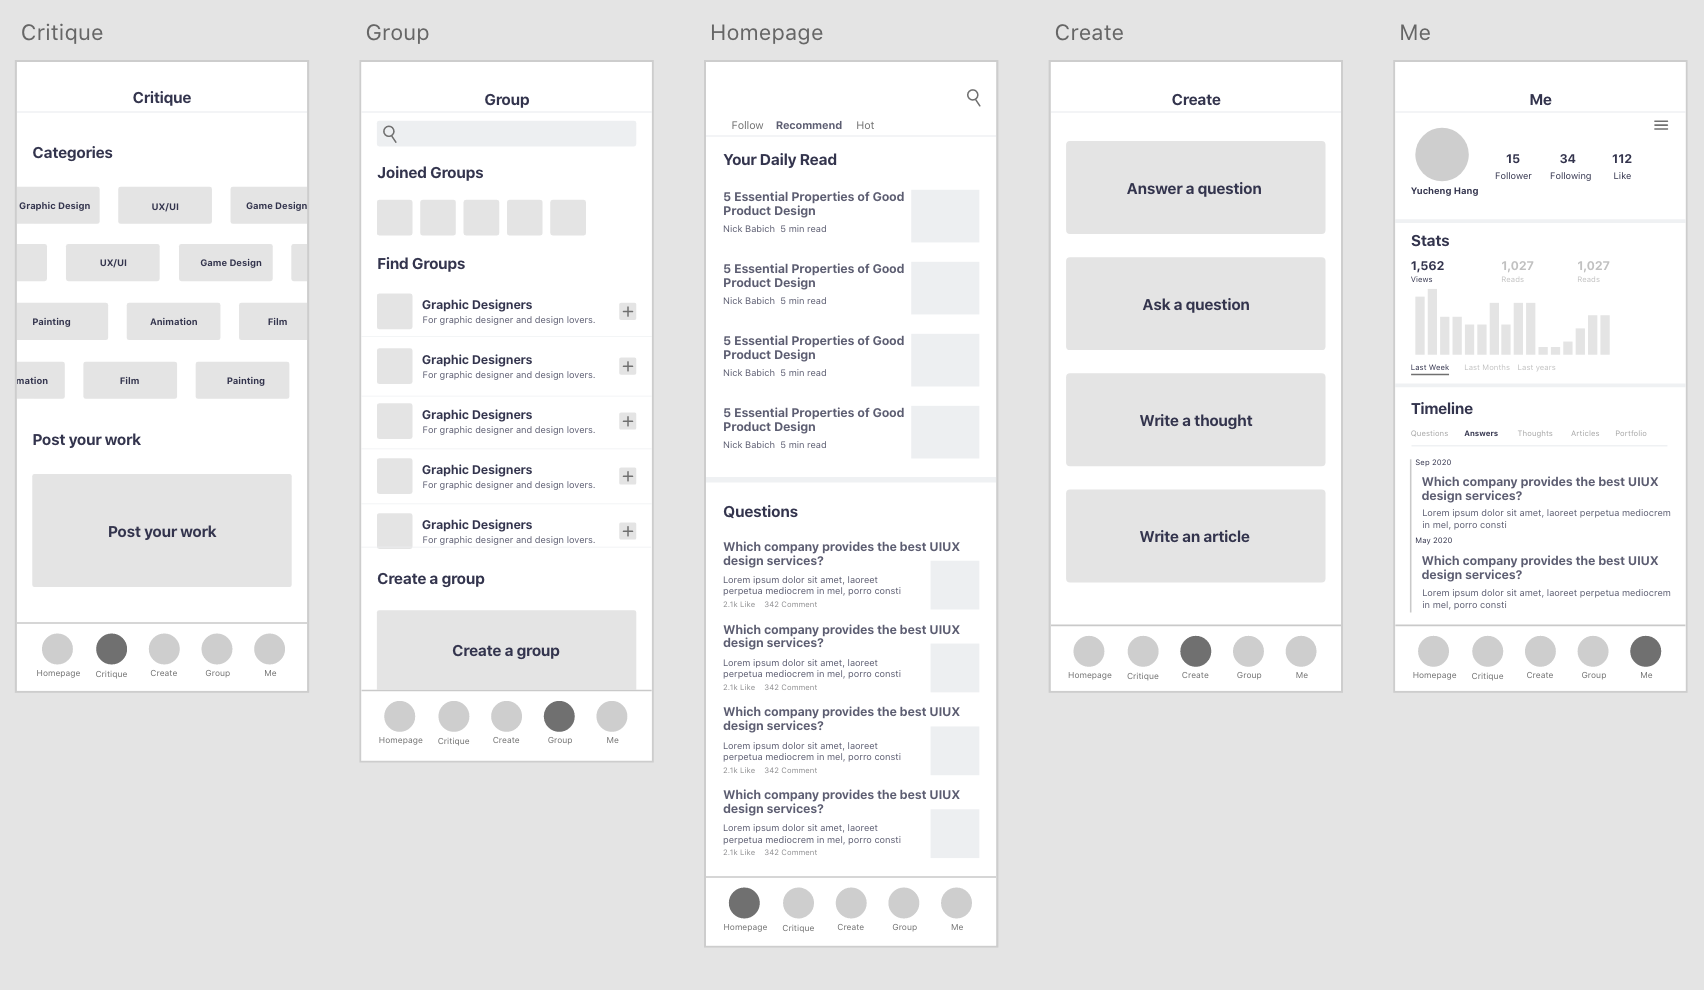 Critique
Critique
Categories
Graphic Design
UX/UI
Game Design
UX/UI
Game Design
Painting
Animation
Film
mation
Film
Painting
Post your work
Post your work
Homepage
Critique
Create
Group
Me
Group
Group
Joined Groups
Find Groups
Graphic Designers
For graphic designer and design lovers.
Graphic Designers
For graphic designer and design lovers.
Graphic Designers
For graphic designer and design lovers.
Graphic Designers
For graphic designer and design lovers.
Graphic Designers
For graphic designer and design lovers.
Create a group
Create a group
Homepage
Critique
Create
Group
Me
Homepage
Follow Recommend Hot
Your Daily Read
5 Essential Properties of Good
Product Design
Nick Babich 5 min read
5 Essential Properties of Good
Product Design
Nick Babich 5 min read
5 Essential Properties of Good
Product Design
Nick Babich 5 min read
5 Essential Properties of Good
Product Design
Nick Babich 5 min read
Questions
Which company provides the best UIUX
design services?
Lorem ipsum dolor sit amet, laoreet
perpetua mediocrem in mel, porro consti
2.1k Like 342 Comment
Which company provides the best UIUX
design services?
Lorem ipsum dolor sit amet, laoreet
perpetua mediocrem in mel, porro consti
2.1k Like 342 Comment
Which company provides the best UIUX
design services?
Lorem ipsum dolor sit amet, laoreet
perpetua mediocrem in mel, porro consti
2.1k Like 342 Comment
Which company provides the best UIUX
design services?
Lorem ipsum dolor sit amet, laoreet
perpetua mediocrem in mel, porro consti
2.1k Like 342 Comment
Homepage
Critique
Create
Group
Me
Create
Create
Answer a question
Ask a question
Write a thought
Write an article
Homepage
Critique
Create
Group
Me
Me
Me
15 34 112
Follower Following Like
Yucheng Hang
Stats
1,562 1,027 1,027
Views Reads Reads
Last Week Last Months Last years
Timeline
Questions Answers Thoughts Articles Portfolio
Sep 2020
Which company provides the best UIUX
design services?
Lorem ipsum dolor sit amet, laoreet perpetua mediocrem
in mel, porro consti
May 2020
Which company provides the best UIUX
design services?
Lorem ipsum dolor sit amet, laoreet perpetua mediocrem
in mel, porro consti
Homepage
Critique
Create
Group
Me